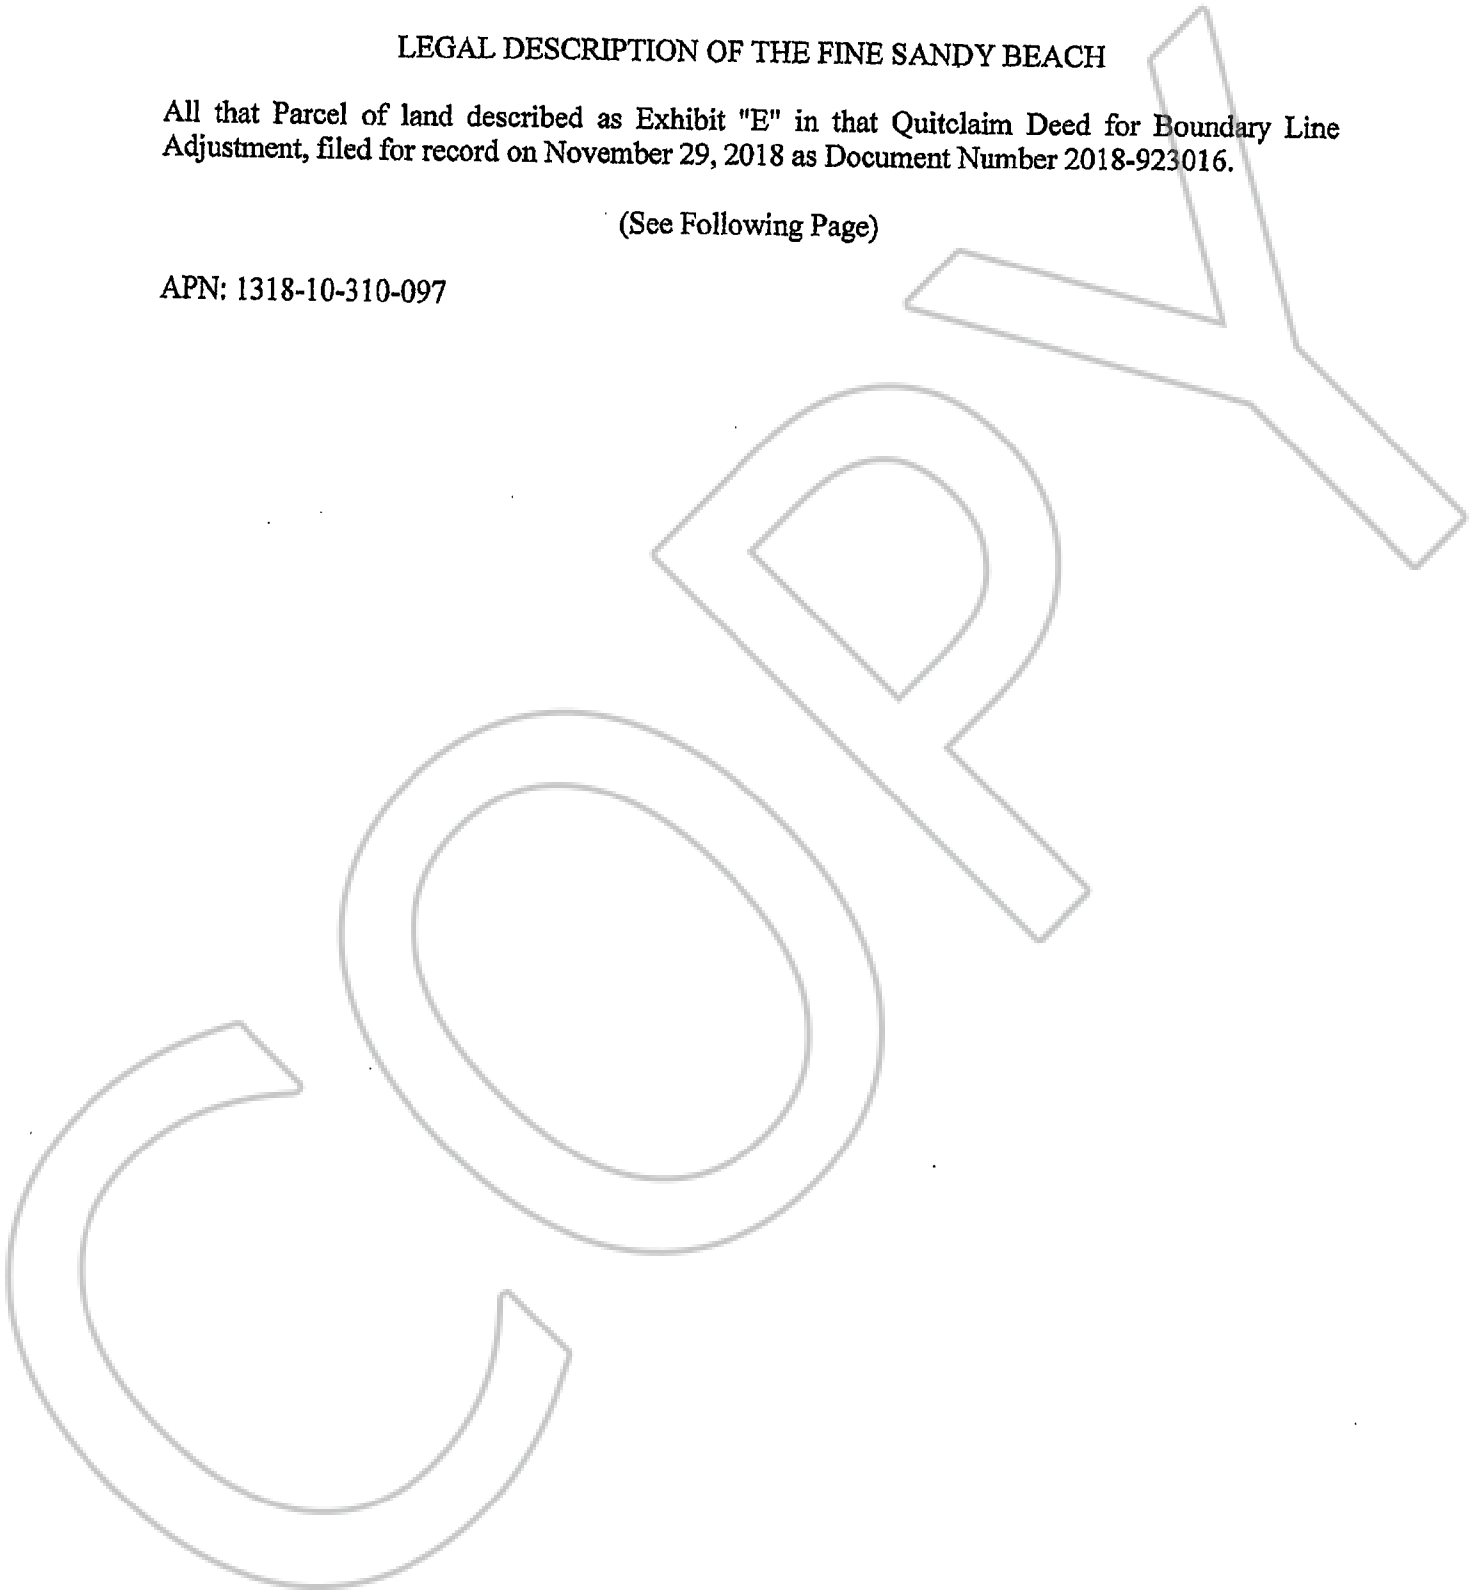 LEGAL DESCRIPTION OF THE FINE SANDY BEACH
All that Parcel of land described as Exhibit "E" in that Quitclaim Deed for Boundary Line
Adjustment, filed for record on November 29, 2018 as Document Number 2018-923016.
(See Following Page)
APN: 1318-10-310-097
COPY